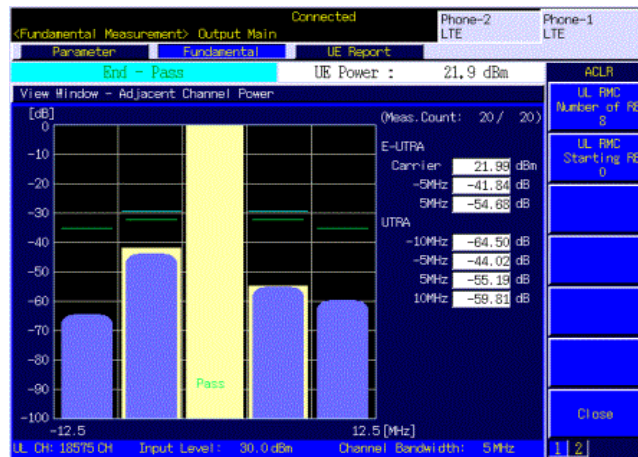 Connected
<Fundamental Measurement> Output Main
Phone-2
LTE
Phone-1
LTE
Parameter
Fundamental
UE Report
End - Pass
UE Power : 21.9 dBm
ACLR
View Window - Adjacent Channel Power
UL RMC
Number of RB
8
[dB]
(Meas.Count: 20/ 20)
0
-10
-20
-30
-40
-50
-60
-70
-80
-90
-100
E-UTRA
Carrier 21.99 dBm
-5MHz -41.84 dB
5MHz -54.68 dB
UTRA
-10MHz -64.50 dB
-5MHz -44.02 dB
5MHz -55.19 dB
10MHz -59.81 dB
UL RMC
Starting RB
0
Pass
-12.5
12.5[MHz]
Close
UL CH: 18575CH Input Level: 30.0dBm Channel Bandwidth: 5MHz
1 2